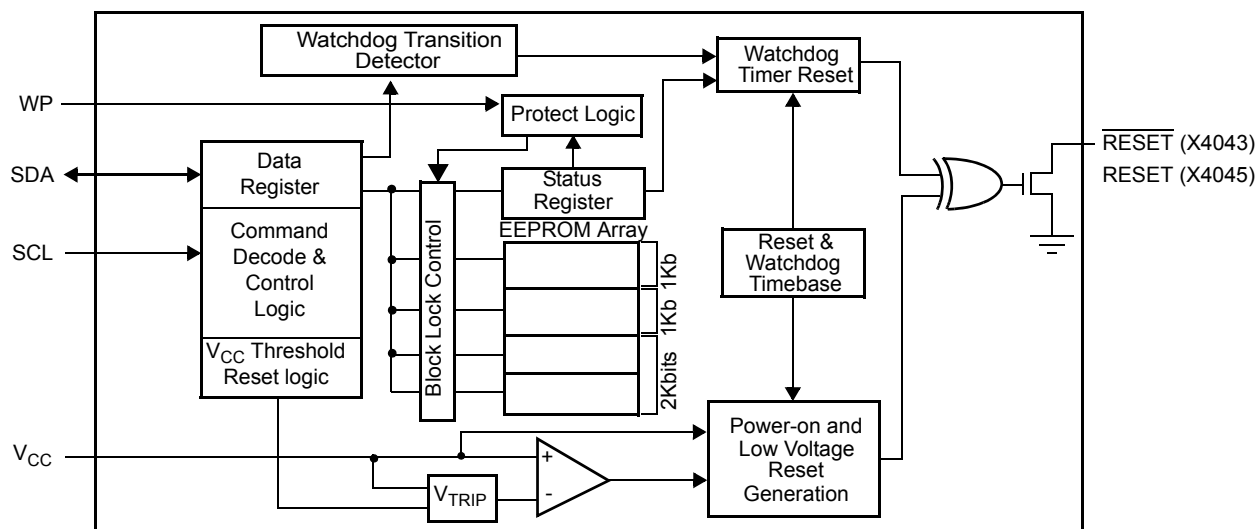 Watchdog Transition
Detector
Watchdog
Timer Reset
WP
Protect Logic
RESET (X4043)
RESET (X4045)
SDA
Data
Register
Status
Register
SCL
Command
Decode &
Control
Logic
Block Lock Control
EEPROM Array
1Kb
1Kb
2Kbits
Reset &
Watchdog
Timebase
VCC Threshold
Reset logic
Power-on and
Low Voltage
Reset
Generation
VCC
+
-
VTRIP